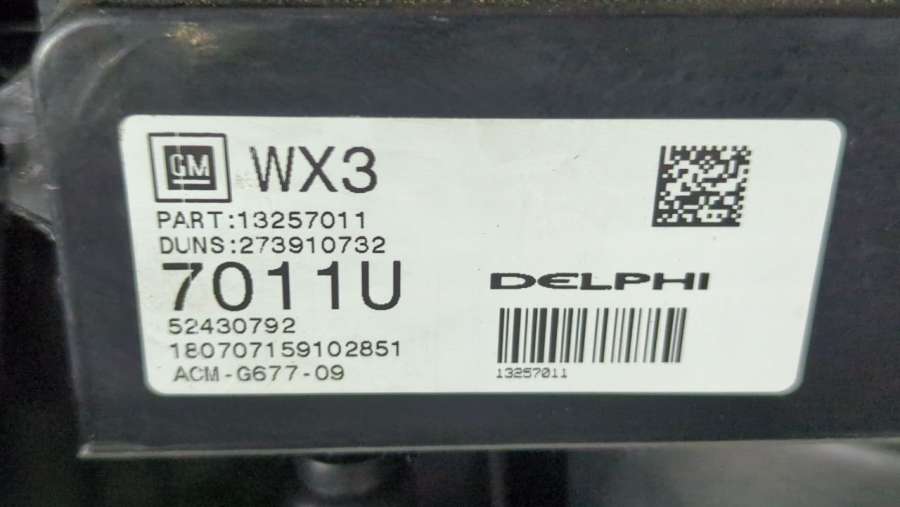 GM WX3
PART:13257011
DUNS:273910732
7011U
DELPHI
52430792
180707159102851
ACM-G677-09
13257011